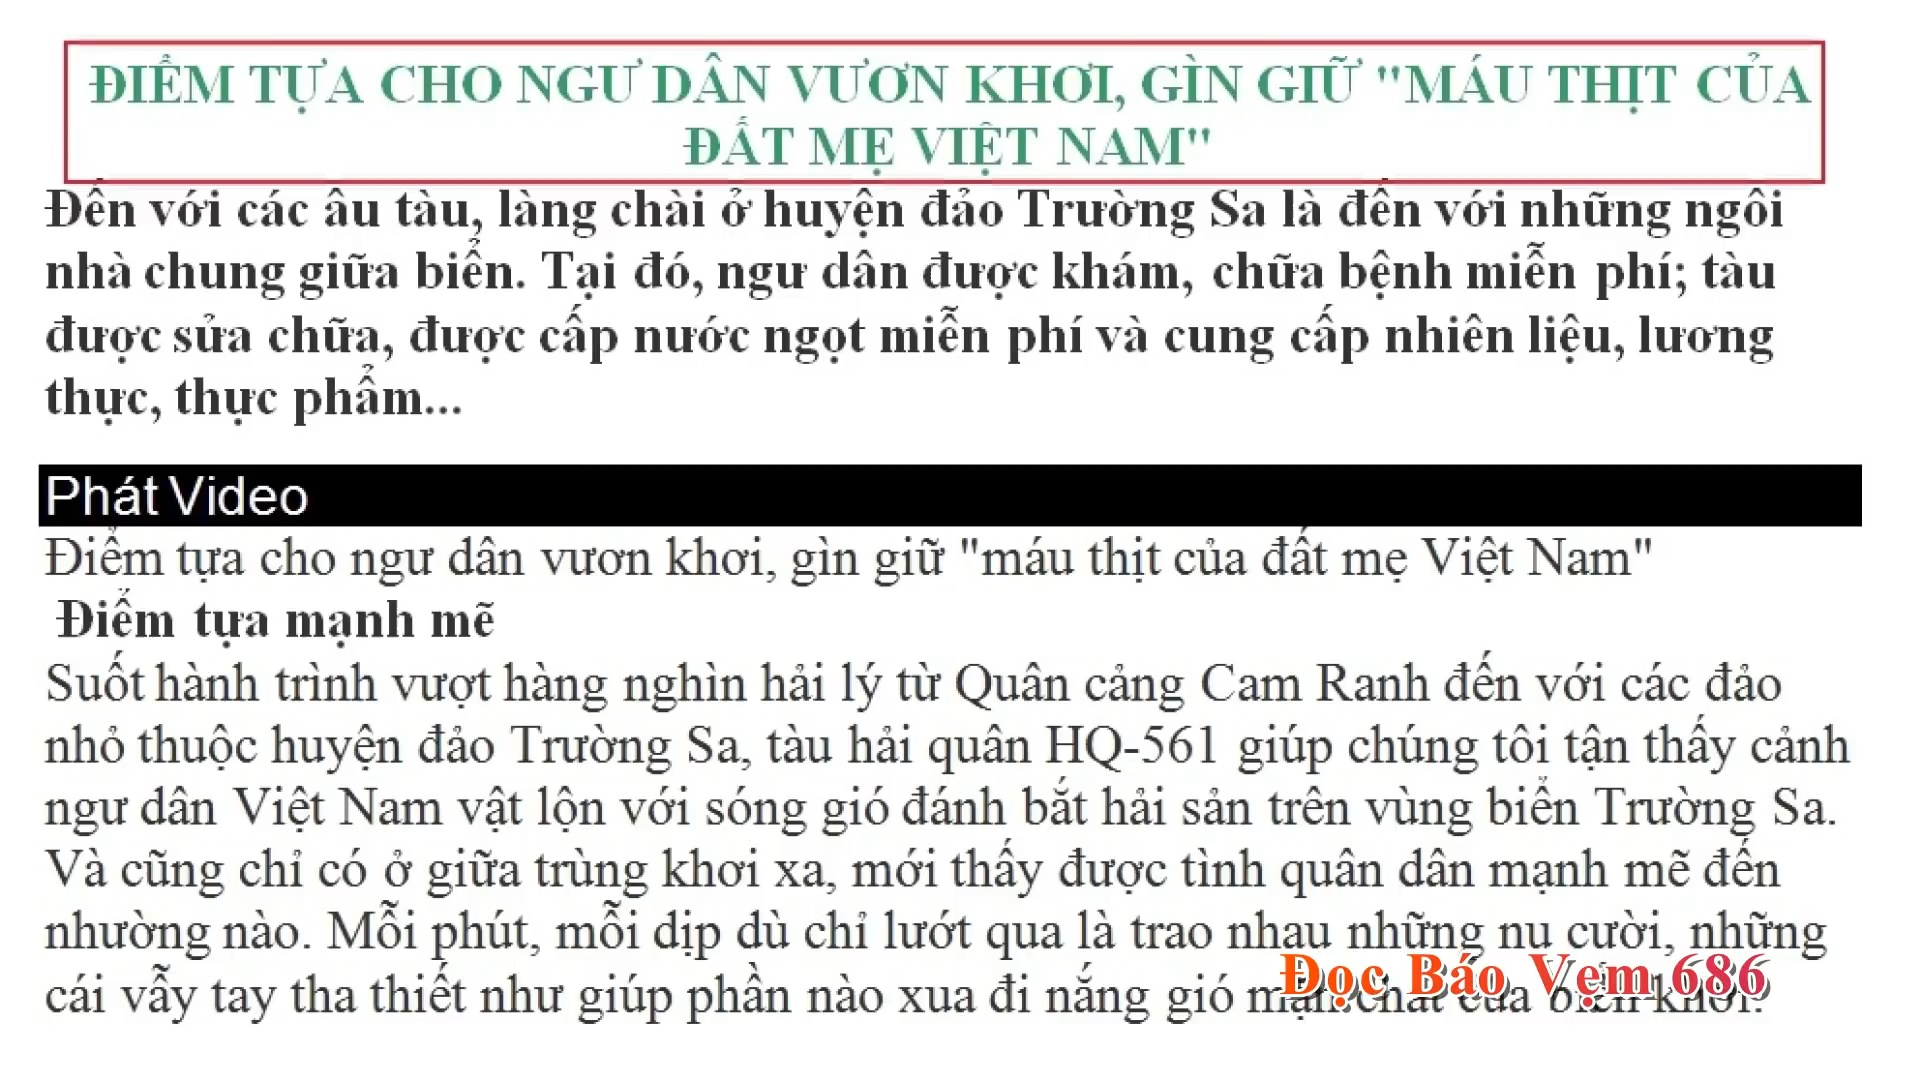 ĐIỂM TỰA CHO NGƯ DÂN VƯƠN KHƠI, GÌN GIỮ "MÁU THỊT CỦA
ĐẤT MẸ VIỆT NAM"
Đến với các âu tàu, làng chài ở huyện đảo Trường Sa là đến với những ngôi
nhà chung giữa biển. Tại đó, ngư dân được khám, chữa bệnh miễn phí; tàu
được sửa chữa, được cấp nước ngọt miễn phí và cung cấp nhiên liệu, lương
thực, thực phẩm...
Phát Video
Điểm tựa cho ngư dân vươn khơi, gìn giữ "máu thịt của đất mẹ Việt Nam"
Điểm tựa mạnh mẽ
Suốt hành trình vượt hàng nghìn hải lý từ Quân cảng Cam Ranh đến với các đảo
nhỏ thuộc huyện đảo Trường Sa, tàu hải quân HQ-561 giúp chúng tôi tận thấy cảnh
ngư dân Việt Nam vật lộn với sóng gió đánh bắt hải sản trên vùng biển Trường Sa.
Và cũng chỉ có ở giữa trùng khơi xa, mới thấy được tình quân dân mạnh mẽ đến
nhường nào. Mỗi phút, mỗi dịp dù chỉ lướt qua là trao nhau những nụ cười, những
cái vẫy tay tha thiết như giúp phần nào xua đi nắng gió mặn chát của biển khơi.
Đọc Báo Vẹm 686